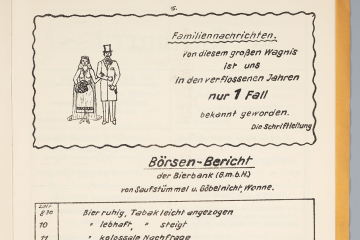 5.
Familiennachrichten.
Von diesem großen Wagnis
ist uns
in den verflossenen Jahren
nur 1 Fall
bekannt geworden.
Die Schriftleitung
Börsen-Bericht
der Bierbank (G.m.b.H.)
von Saufstümmel u. Göbelnicht, Wonne.
Zeit
8 30 Bier ruhig, Tabak leicht angezogen
10 " lebhaft, " steigt
11 " kolossale Nachfrage